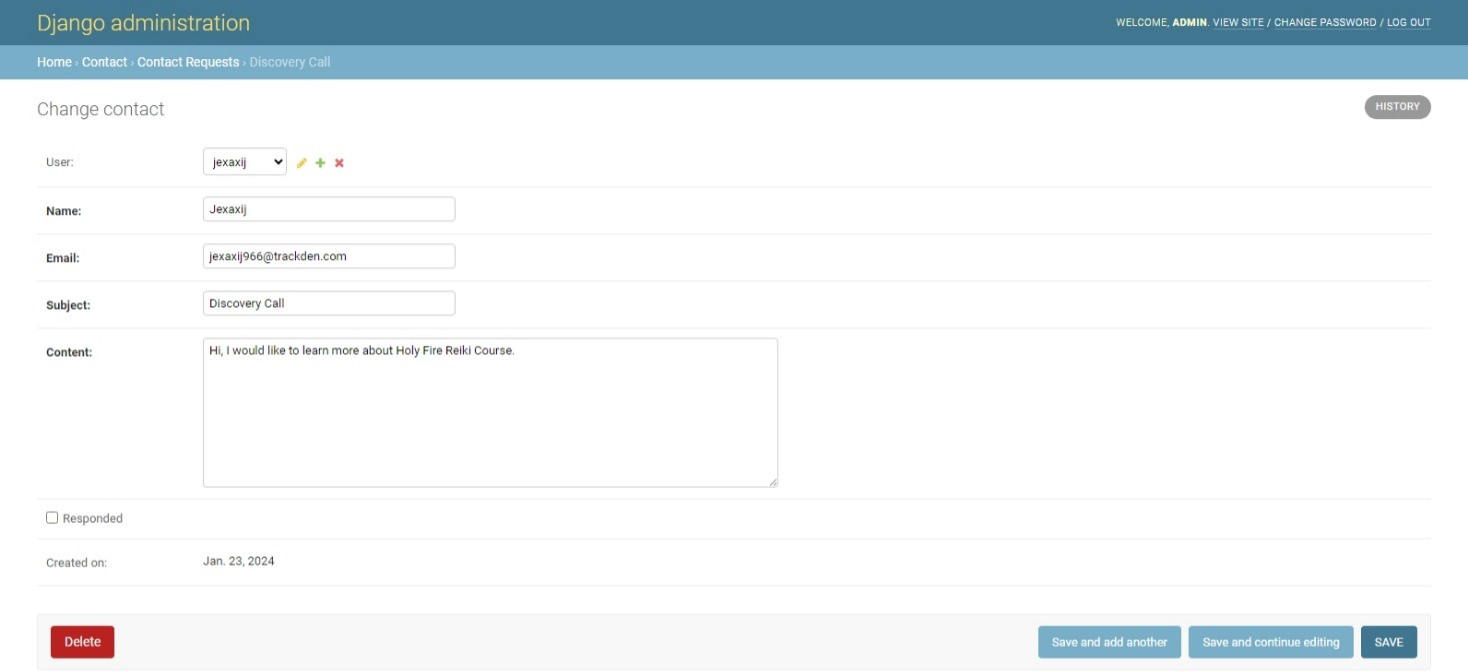 Django administration
WELCOME, ADMIN. VIEW SITE / CHANGE PASSWORD / LOG OUT
Home › Contact › Contact Requests › Discovery Call
Change contact
HISTORY
User: jexaxij
Name: Jexaxij
Email: jexaxij966@trackden.com
Subject: Discovery Call
Content: Hi, I would like to learn more about Holy Fire Reiki Course.
Responded
Created on: Jan. 23, 2024
Delete Save and add another Save and continue editing SAVE